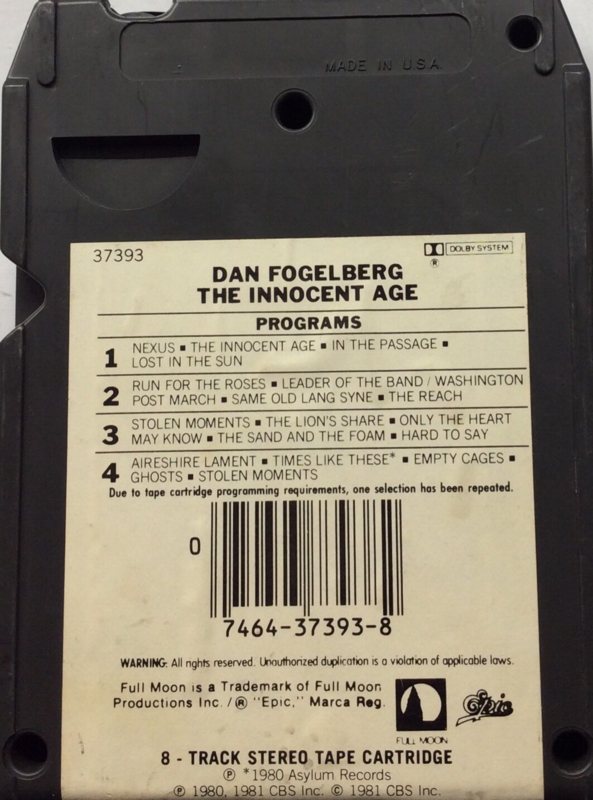 MADE IN U.S.A.
37393
DOLBY SYSTEM
®
DAN FOGELBERG
THE INNOCENT AGE
PROGRAMS
1 NEXUS ▪ THE INNOCENT AGE ▪ IN THE PASSAGE ▪
LOST IN THE SUN
2 RUN FOR THE ROSES ▪ LEADER OF THE BAND / WASHINGTON
POST MARCH ▪ SAME OLD LANG SYNE ▪ THE REACH
3 STOLEN MOMENTS ▪ THE LION'S SHARE ▪ ONLY THE HEART
MAY KNOW ▪ THE SAND AND THE FOAM ▪ HARD TO SAY
4 AIRESHIRE LAMENT ▪ TIMES LIKE THESE* ▪ EMPTY CAGES ▪
GHOSTS ▪ STOLEN MOMENTS
Due to tape cartridge programming requirements, one selection has been repeated.
0
7464-37393-8
WARNING: All rights reserved. Unauthorized duplication is a violation of applicable laws.
Full Moon is a Trademark of Full Moon
Productions Inc. / ® "Epic," Marca Reg.
FULL MOON
Epic
8 - TRACK STEREO TAPE CARTRIDGE
℗ *1980 Asylum Records
℗ 1980, 1981 CBS Inc. © 1981 CBS Inc.